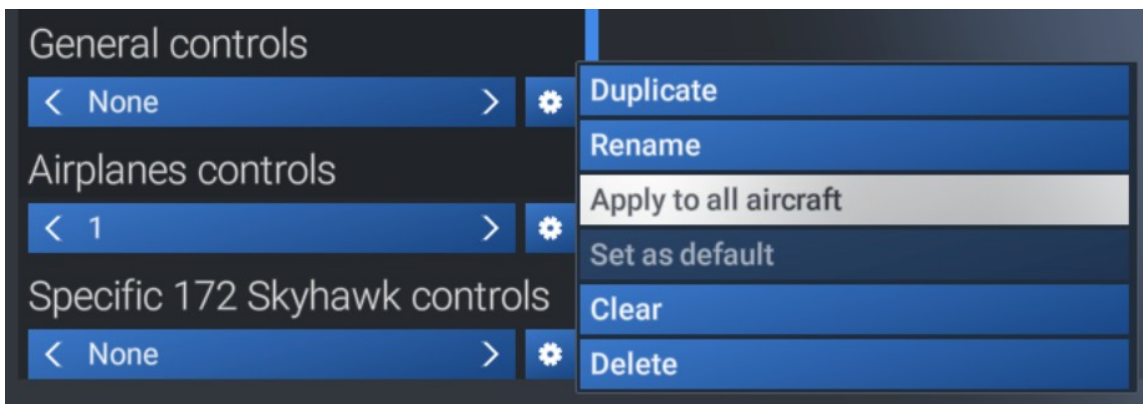 General controls
None
Airplanes controls
1
Specific 172 Skyhawk controls
None
Duplicate
Rename
Apply to all aircraft
Set as default
Clear
Delete